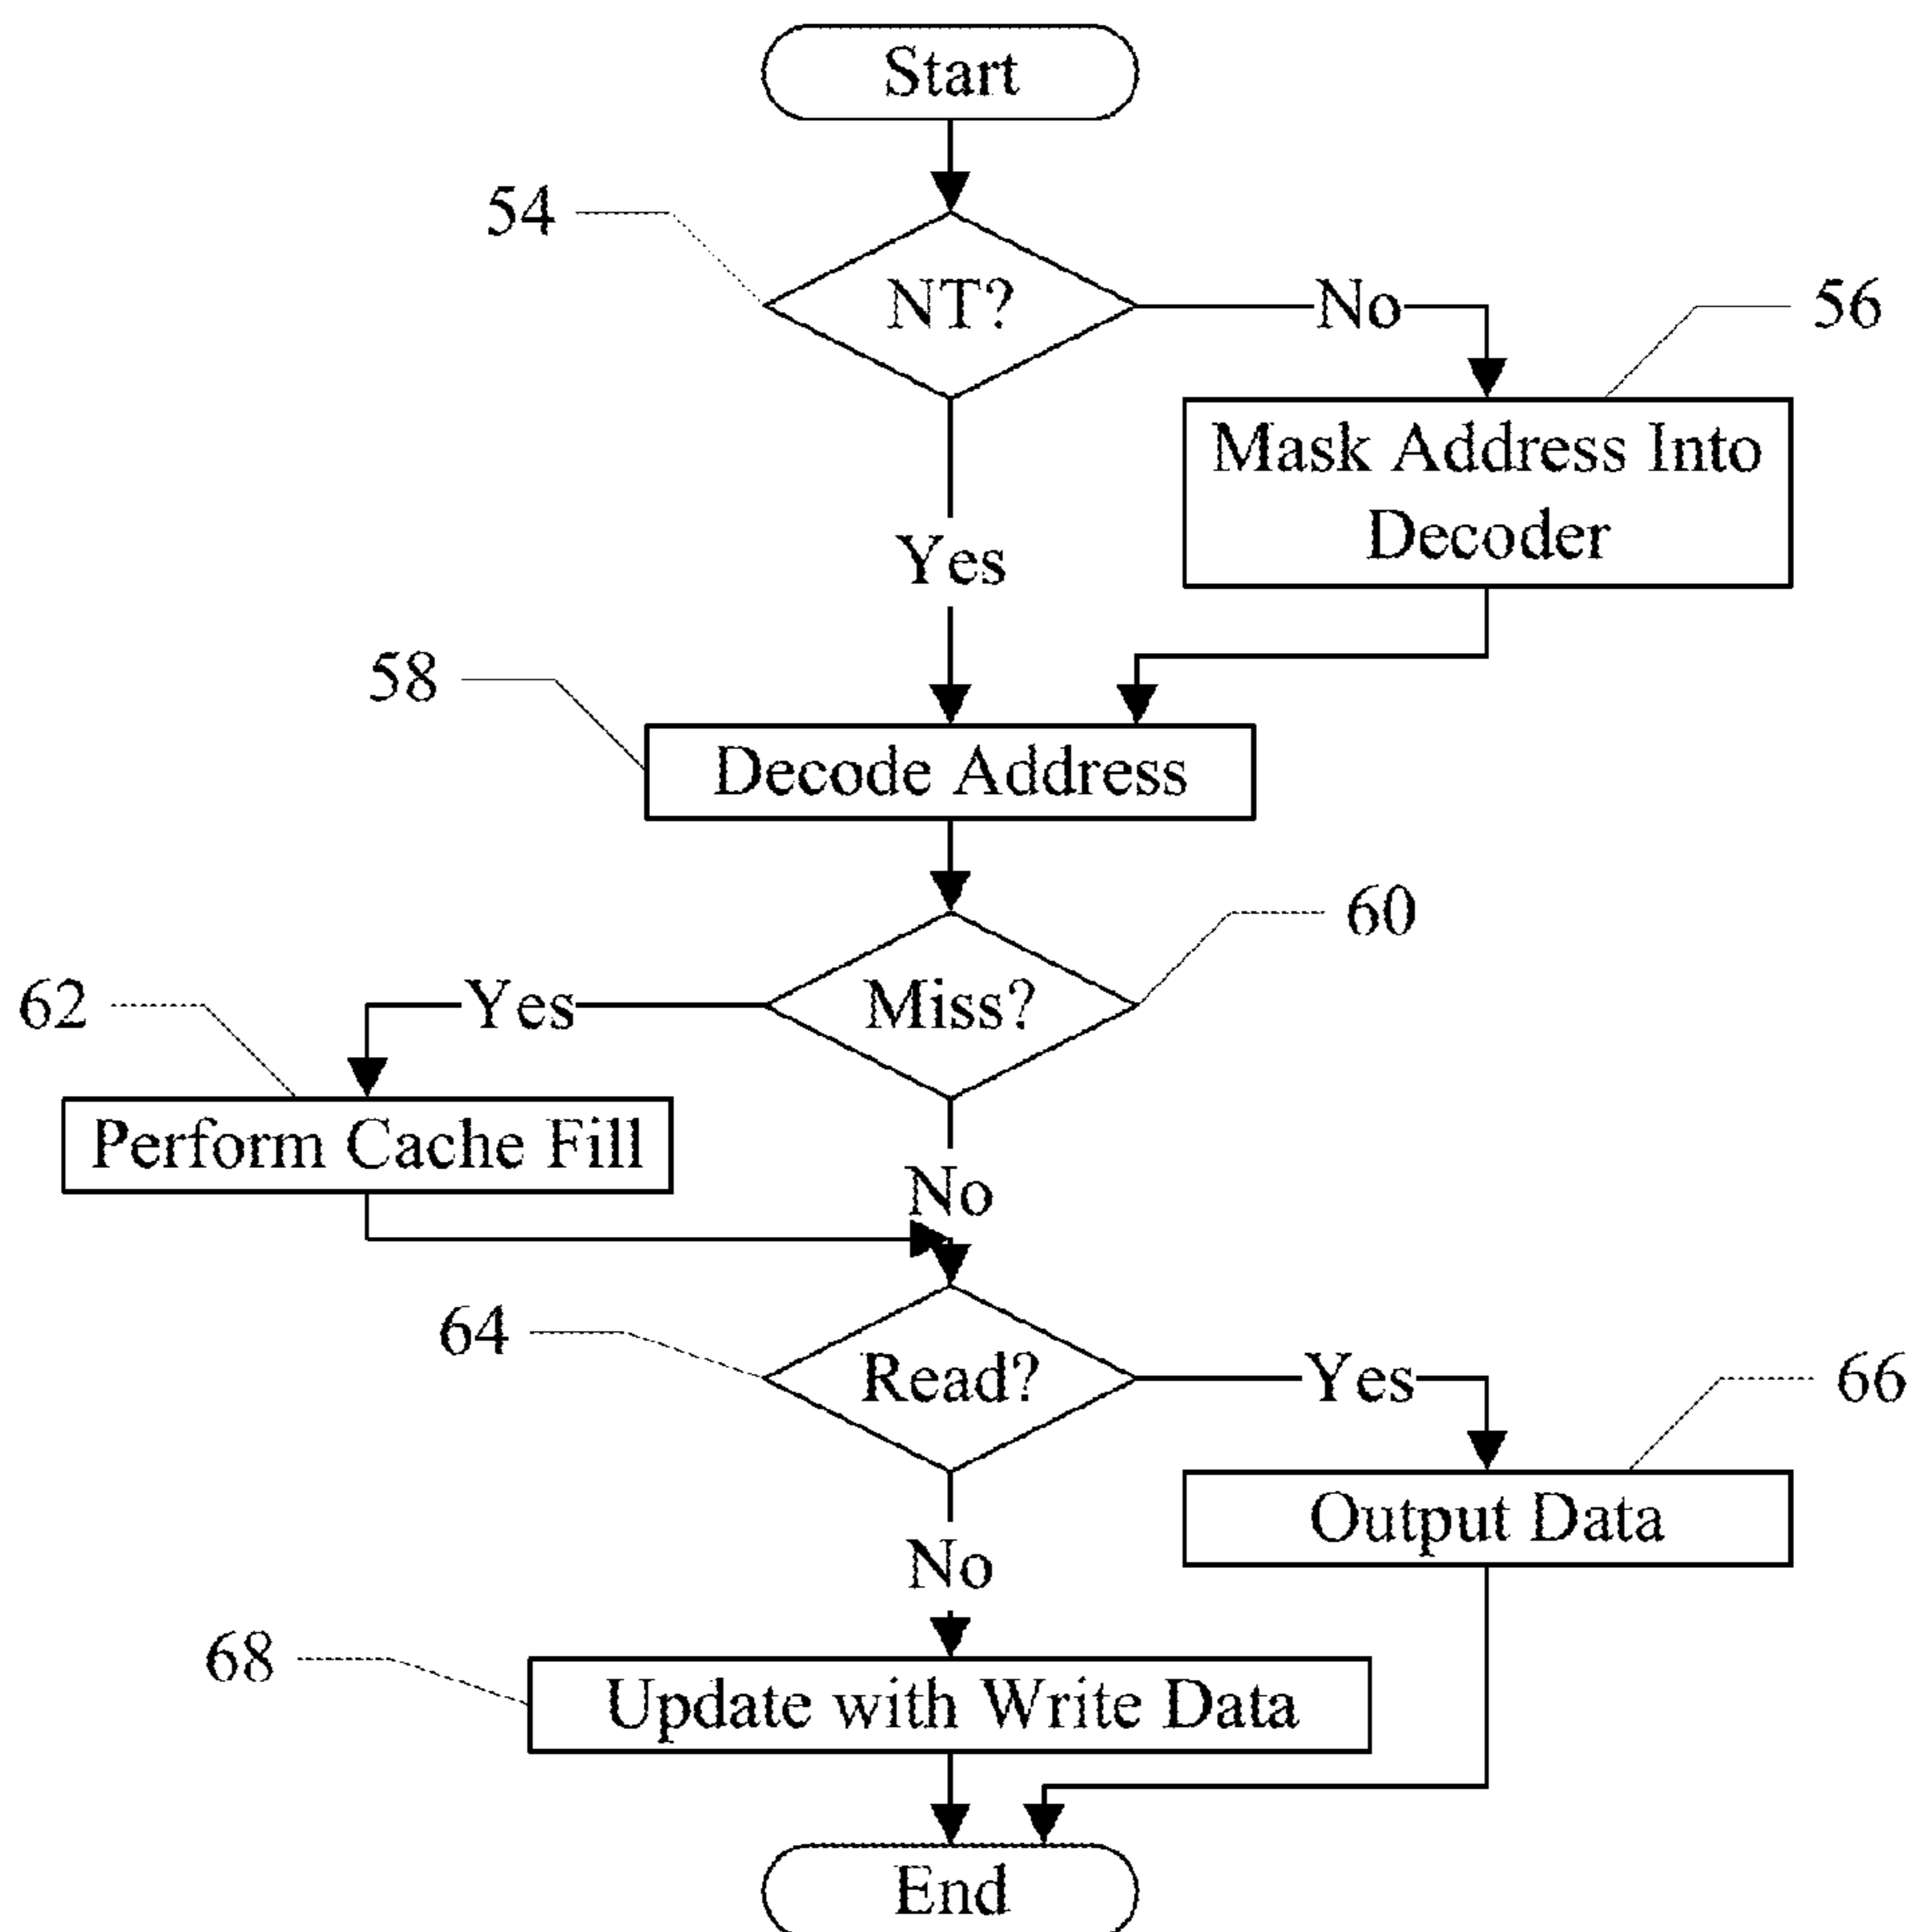 Start
54
NT?
No
56
Mask Address Into
Decoder
Yes
58
Decode Address
60
62
Yes
Miss?
Perform Cache Fill
No
64
Read?
Yes
66
Output Data
No
68
Update with Write Data
End